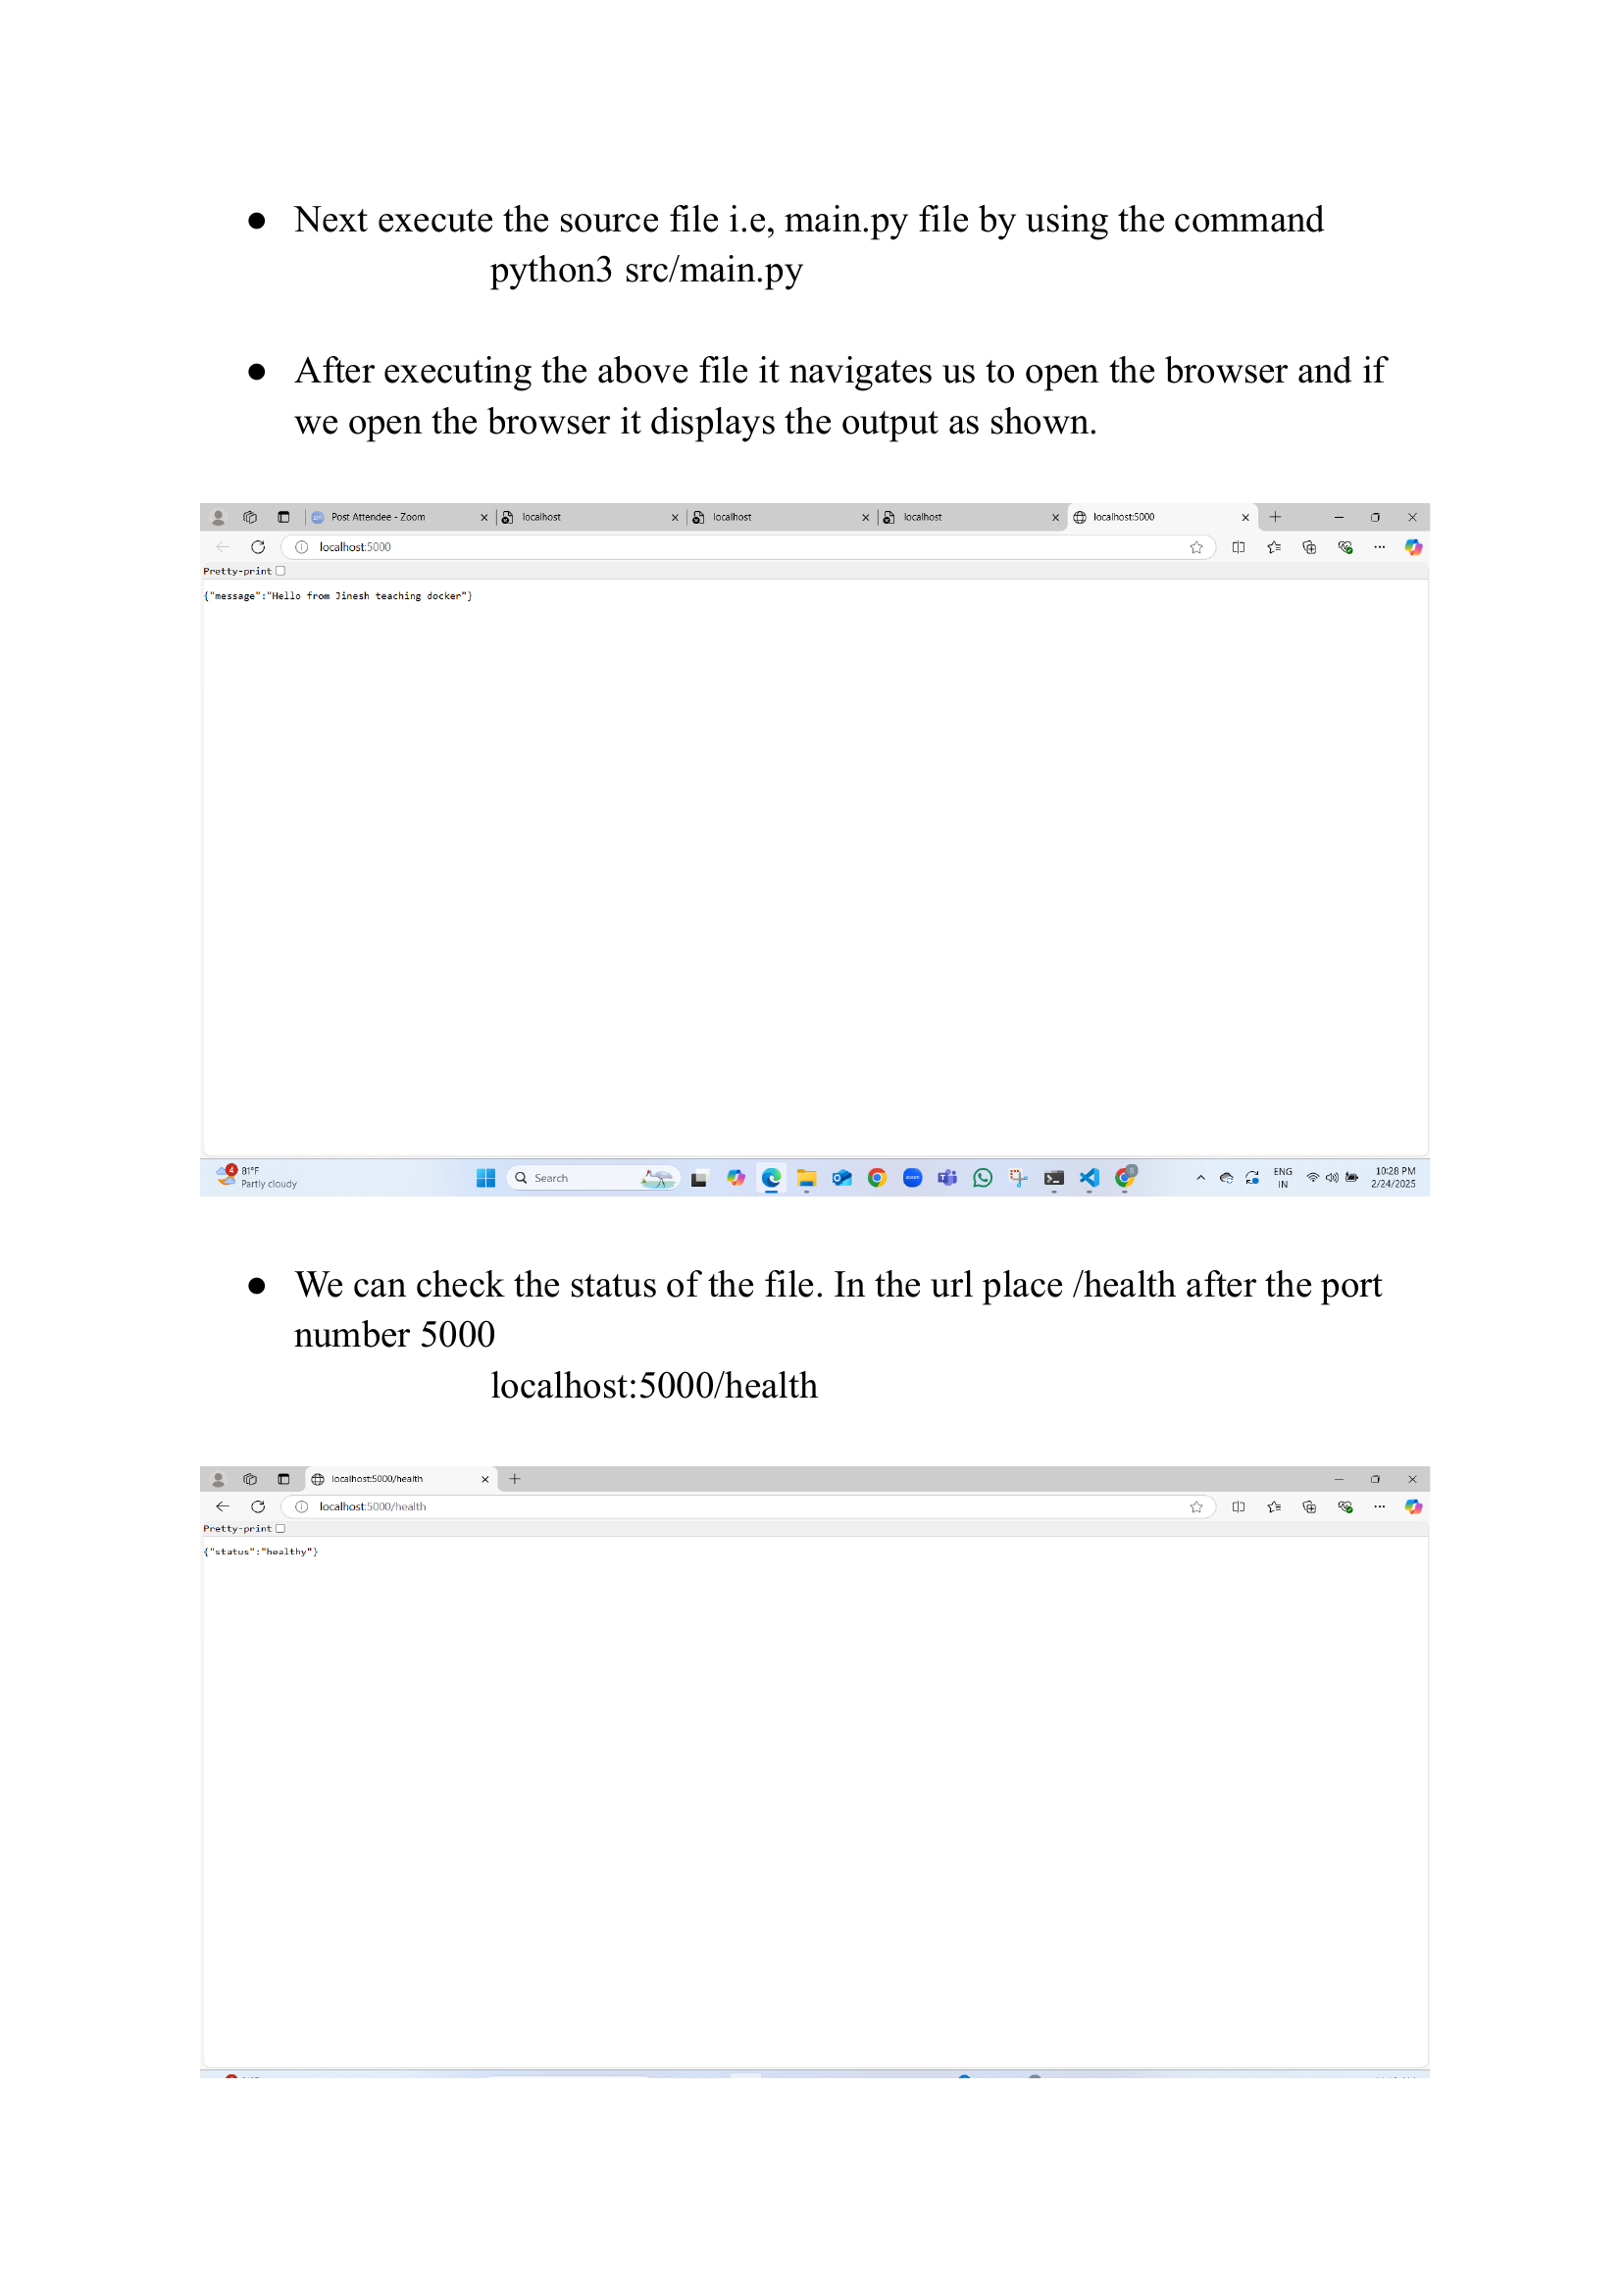 ● Next execute the source file i.e, main.py file by using the command
python3 src/main.py
● After executing the above file it navigates us to open the browser and if
we open the browser it displays the output as shown.
Post Attendee - Zoom localhost localhost localhost localhost:5000
localhost:5000
Pretty-print
{"message":"Hello from Jinesh teaching docker"}
4 81°F Search zoom ENG 10:28 PM
Partly cloudy IN 2/24/2025
● We can check the status of the file. In the url place /health after the port
number 5000
localhost:5000/health
localhost:5000/health
localhost:5000/health
Pretty-print
{"status":"healthy"}